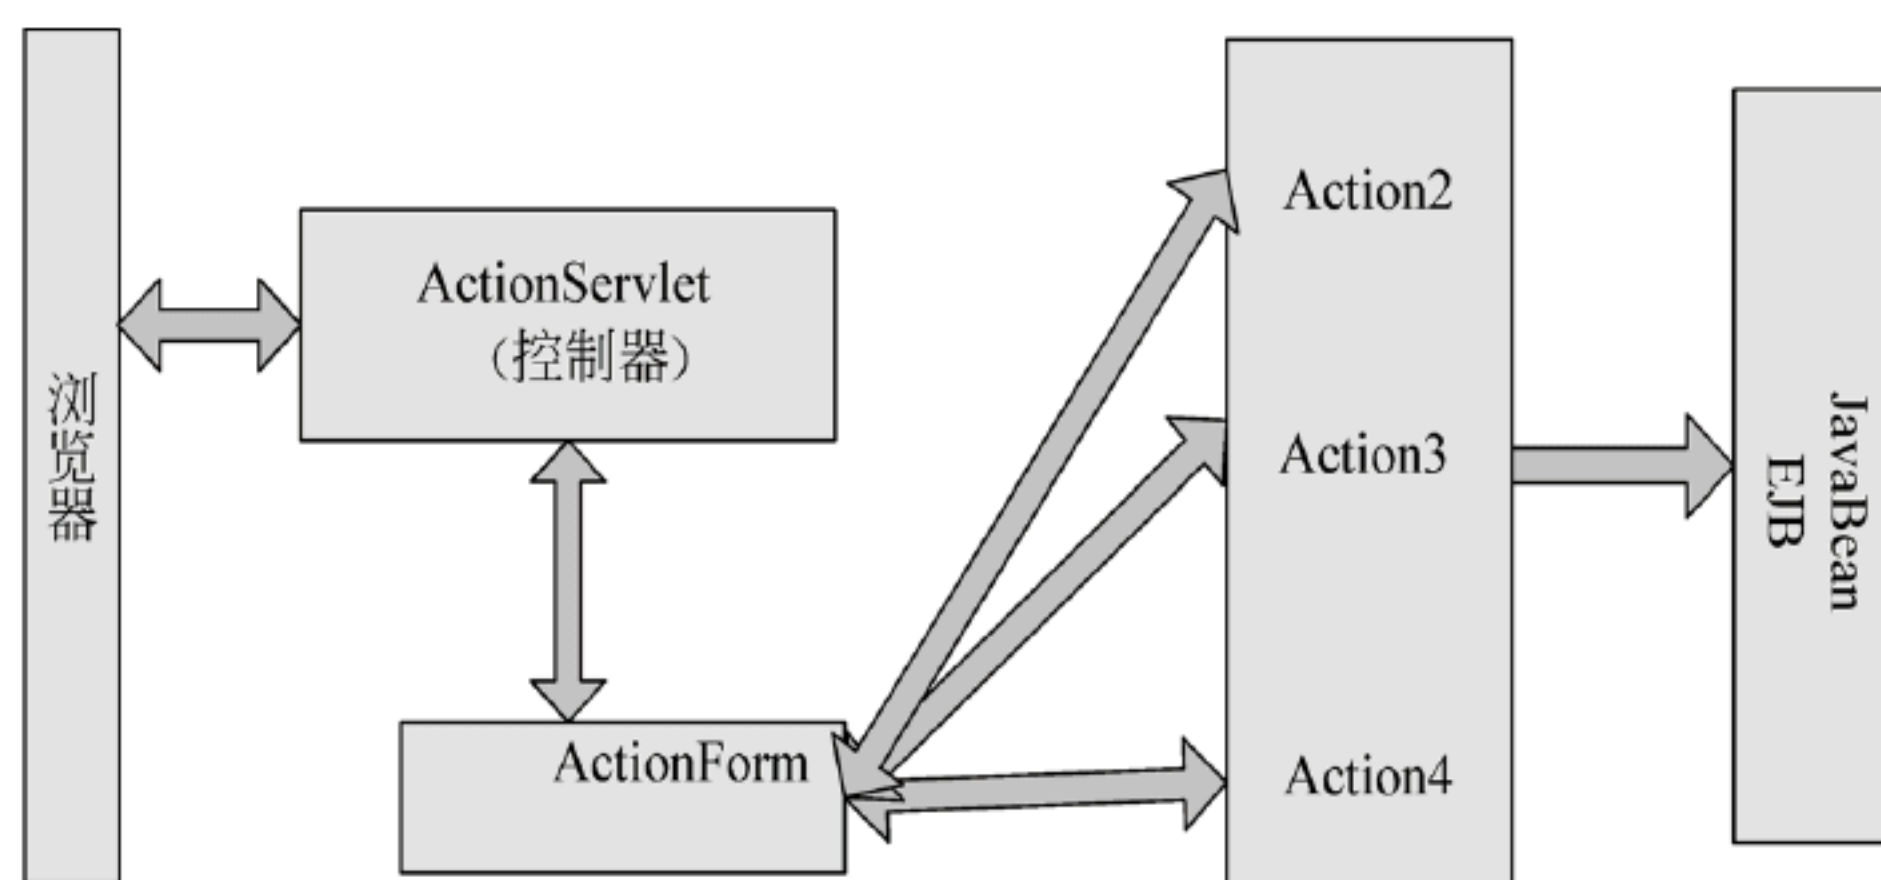 浏览器
ActionServlet
(控制器)
ActionForm
Action2
Action3
Action4
JavaBean
EJB